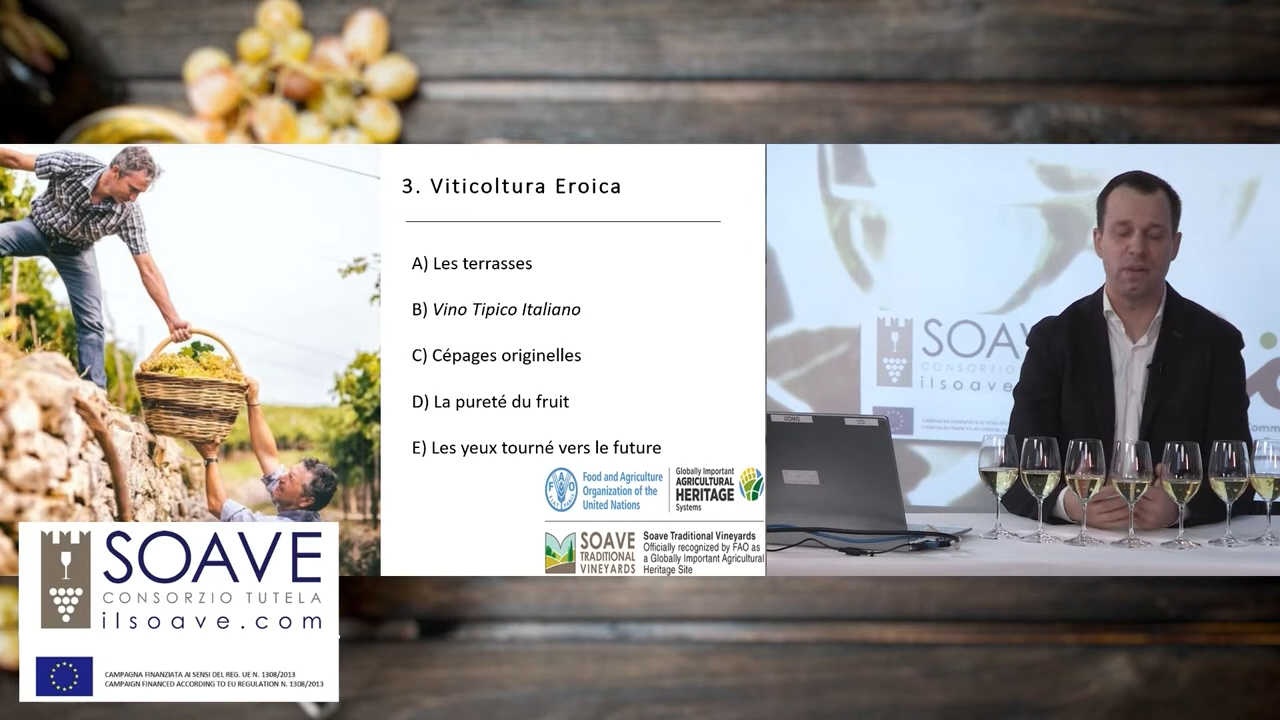 3. Viticoltura Eroica
A) Les terrasses
B) Vino Tipico Italiano
C) Cépages originelles
D) La pureté du fruit
E) Les yeux tourné vers le future
Food and Agriculture
Organization of the
United Nations
Globally Important
AGRICULTURAL
HERITAGE
Systems
SOAVE
TRADITIONAL
VINEYARDS
Soave Traditional Vineyards
Officially recognized by FAO as
a Globally Important Agricultural
Heritage Site
SOAVE
CONSORZIO TUTELA
ilsoave.com
CAMPAGNA FINANZIATA AI SENSI DEL REG. UE N. 1308/2013
CAMPAIGN FINANCED ACCORDING TO EU REGULATION N. 1308/2013
SOAV
CONSORZIO
ilsoave